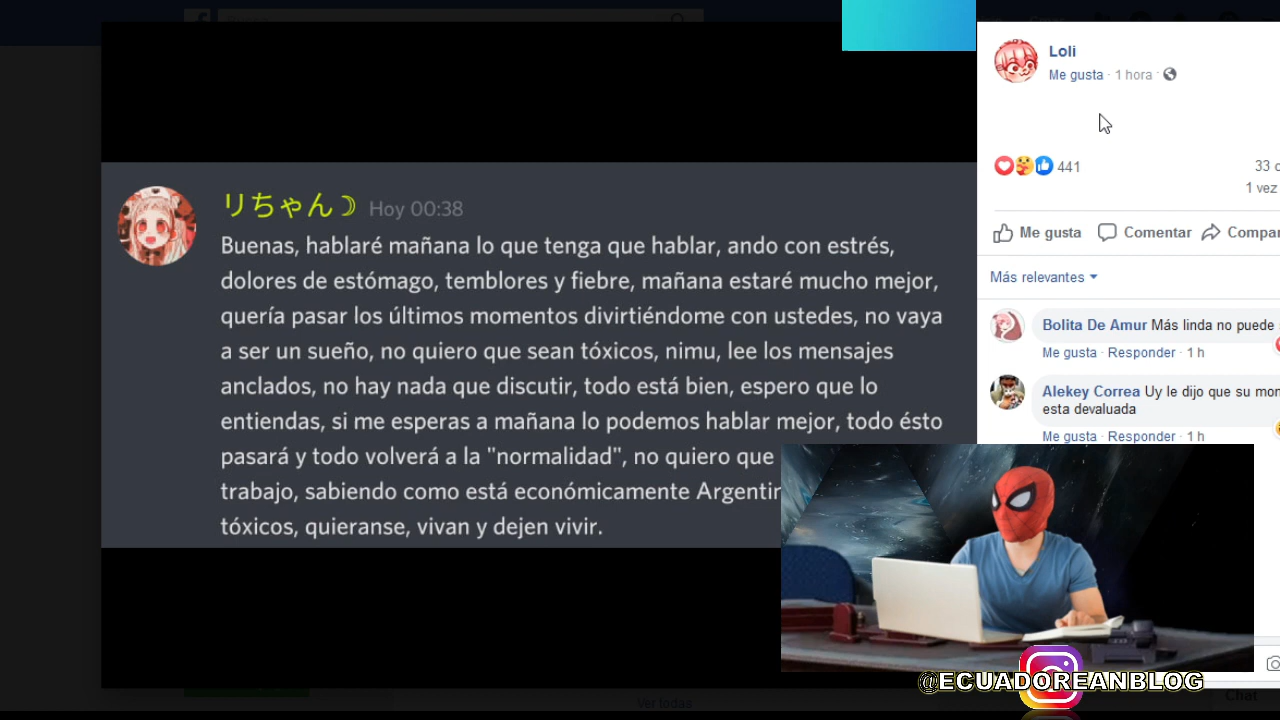 Loli
Me gusta · 1 hora ·
リちゃん☽ Hoy 00:38
Buenas, hablaré mañana lo que tenga que hablar, ando con estrés,
dolores de estómago, temblores y fiebre, mañana estaré mucho mejor,
quería pasar los últimos momentos divirtiéndome con ustedes, no vaya
a ser un sueño, no quiero que sean tóxicos, nimu, lee los mensajes
anclados, no hay nada que discutir, todo está bien, espero que lo
entiendas, si me esperas a mañana lo podemos hablar mejor, todo ésto
pasará y todo volverá a la "normalidad", no quiero que
trabajo, sabiendo como está económicamente
tóxicos, quieranse, vivan y dejen vivir.
441
33
1 vez
Me gusta Comentar
Más relevantes
Bolita De Amur Más linda no puede
Me gusta · Responder · 1 h
Alekey Correa Uy le dijo que su
esta devaluada
Me gusta · Responder · 1 h
@ECUADOREANBLOG
Ver todas
Chat